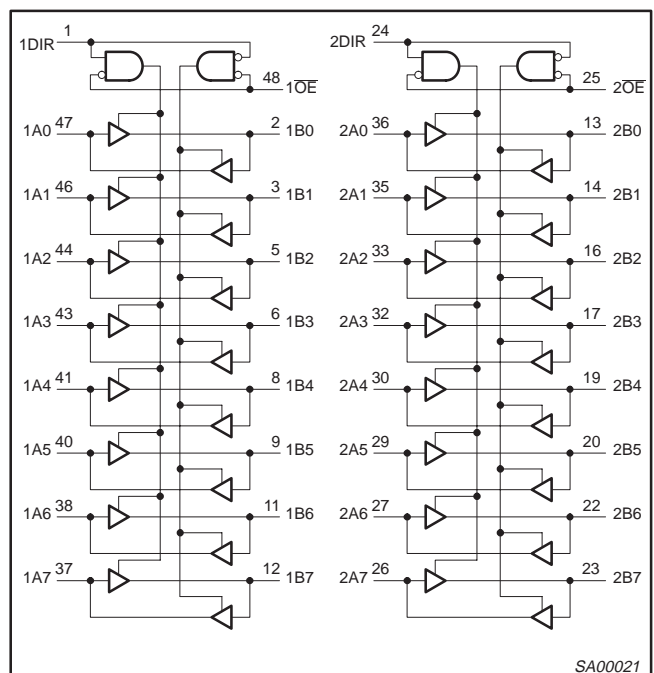 1DIR 1 2DIR 24
48 1O̅E̅ 25 2O̅E̅
1A0 47 2 1B0 2A0 36 13 2B0
1A1 46 3 1B1 2A1 35 14 2B1
1A2 44 5 1B2 2A2 33 16 2B2
1A3 43 6 1B3 2A3 32 17 2B3
1A4 41 8 1B4 2A4 30 19 2B4
1A5 40 9 1B5 2A5 29 20 2B5
1A6 38 11 1B6 2A6 27 22 2B6
1A7 37 12 1B7 2A7 26 23 2B7
SA00021